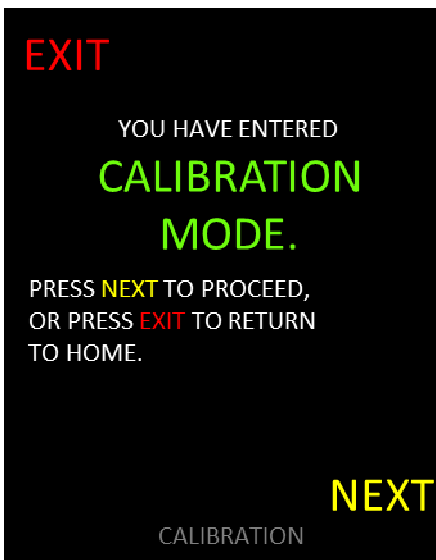 EXIT
YOU HAVE ENTERED
CALIBRATION
MODE.
PRESS NEXT TO PROCEED,
OR PRESS EXIT TO RETURN
TO HOME.
NEXT
CALIBRATION